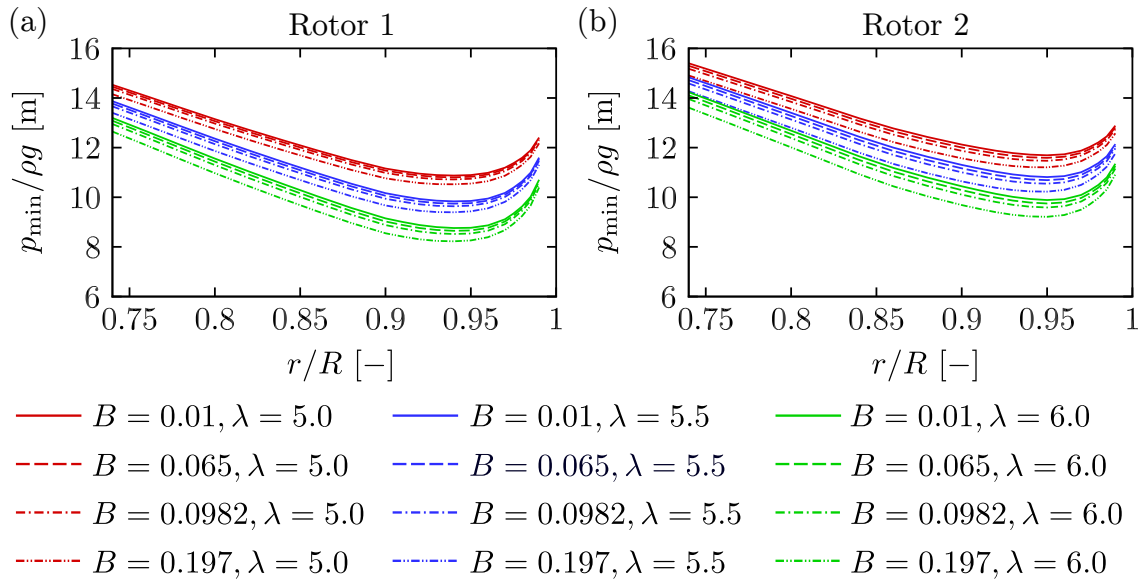 (a) Rotor 1
(b) Rotor 2
p_min/ρg [m]
16
14
12
10
8
6
0.75 0.8 0.85 0.9 0.95 1
r/R [−]
p_min/ρg [m]
16
14
12
10
8
6
0.75 0.8 0.85 0.9 0.95 1
r/R [−]
B = 0.01, λ = 5.0
B = 0.01, λ = 5.5
B = 0.01, λ = 6.0
B = 0.065, λ = 5.0
B = 0.065, λ = 5.5
B = 0.065, λ = 6.0
B = 0.0982, λ = 5.0
B = 0.0982, λ = 5.5
B = 0.0982, λ = 6.0
B = 0.197, λ = 5.0
B = 0.197, λ = 5.5
B = 0.197, λ = 6.0